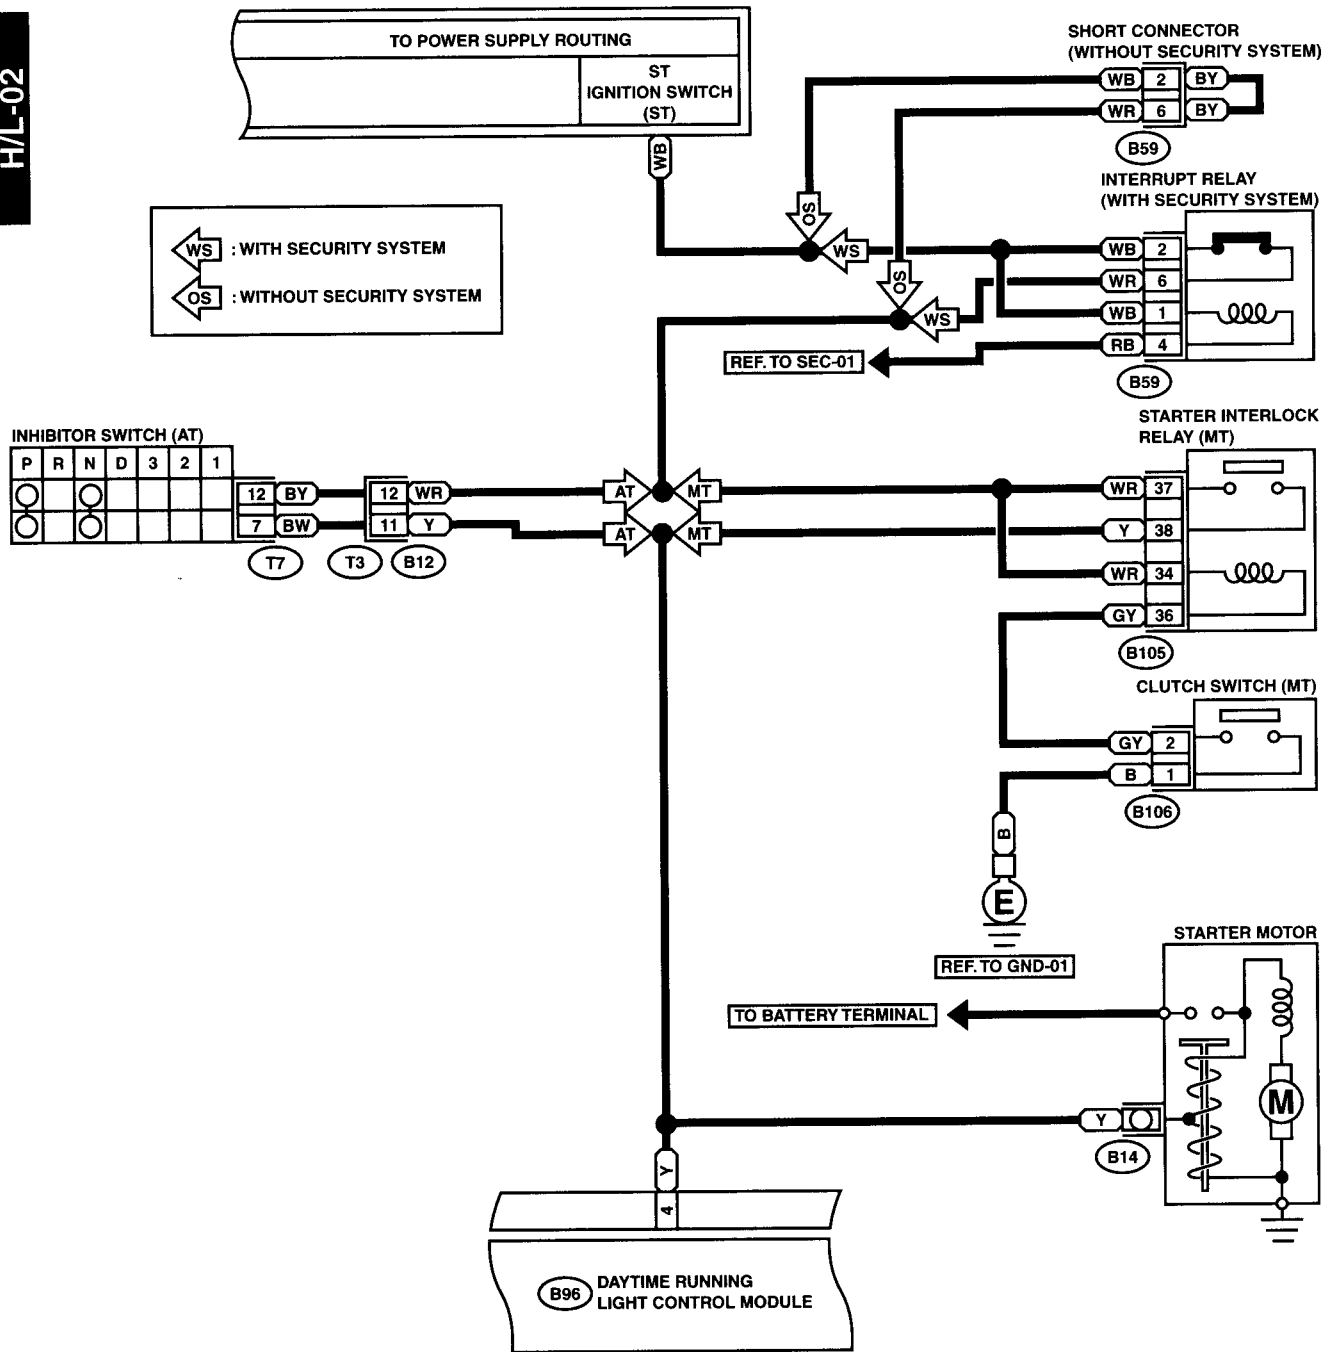 H/L-02
TO POWER SUPPLY ROUTING
ST
IGNITION SWITCH
(ST)
WB
SHORT CONNECTOR
(WITHOUT SECURITY SYSTEM)
WB 2 BY
WR 6 BY
B59
INTERRUPT RELAY
(WITH SECURITY SYSTEM)
OS
WS
WB 2
OS
WR 6
WS
WB 1
RB 4
B59
WS : WITH SECURITY SYSTEM
OS : WITHOUT SECURITY SYSTEM
REF. TO SEC-01
INHIBITOR SWITCH (AT)
P R N D 3 2 1
12 BY 12 WR AT MT
7 BW 11 Y AT MT
T7 T3 B12
STARTER INTERLOCK
RELAY (MT)
WR 37
Y 38
WR 34
GY 36
B105
CLUTCH SWITCH (MT)
GY 2
B 1
B106
B
E
REF. TO GND-01
STARTER MOTOR
TO BATTERY TERMINAL
M
Y
B14
Y
4
B96 DAYTIME RUNNING
LIGHT CONTROL MODULE